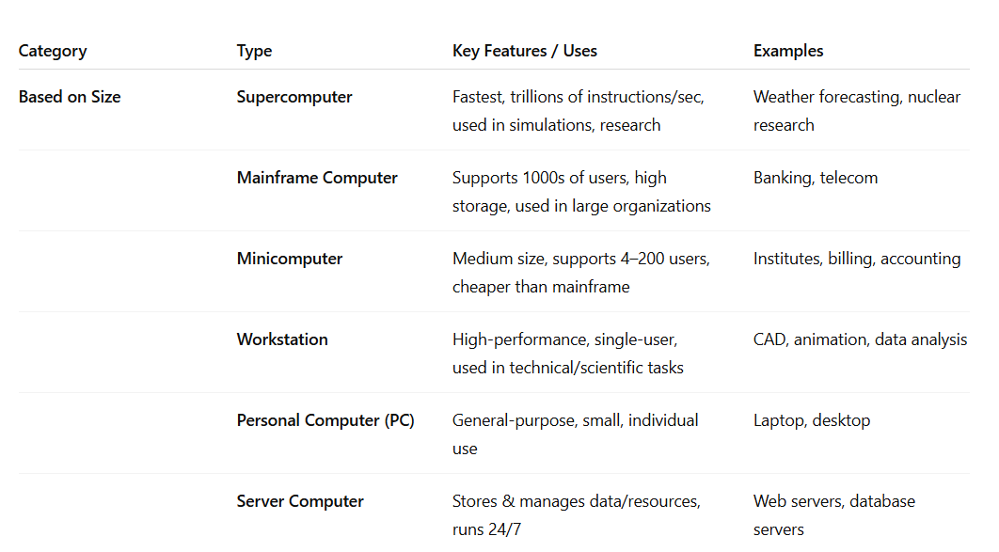 Category Type Key Features / Uses Examples
Based on Size Supercomputer Fastest, trillions of instructions/sec, Weather forecasting, nuclear
used in simulations, research research
Mainframe Computer Supports 1000s of users, high Banking, telecom
storage, used in large organizations
Minicomputer Medium size, supports 4–200 users, Institutes, billing, accounting
cheaper than mainframe
Workstation High-performance, single-user, CAD, animation, data analysis
used in technical/scientific tasks
Personal Computer (PC) General-purpose, small, individual Laptop, desktop
use
Server Computer Stores & manages data/resources, Web servers, database
runs 24/7 servers